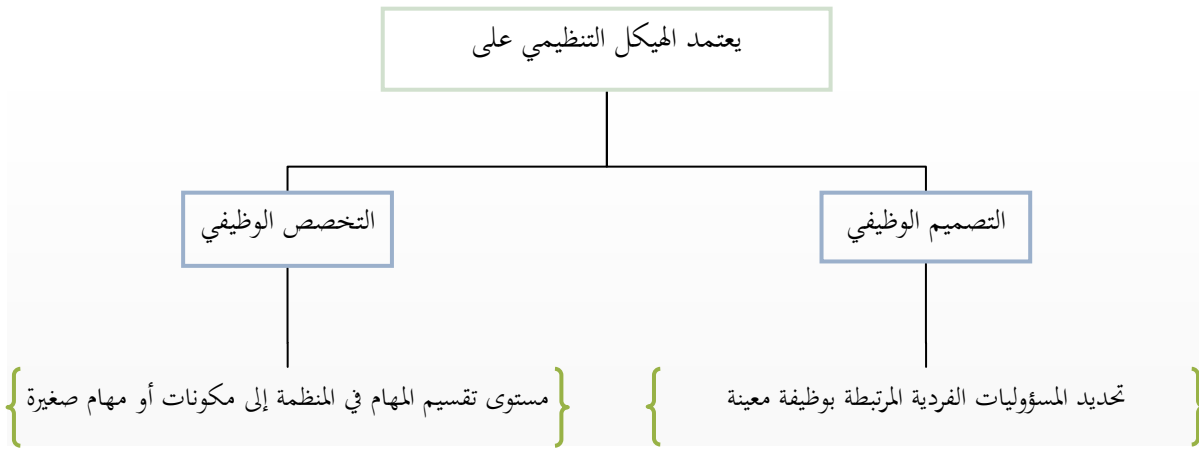 يعتمد الهيكل التنظيمي على
التصميم الوظيفي
التخصص الوظيفي
تحديد المسؤوليات الفردية المرتبطة بوظيفة معينة
مستوى تقسيم المهام في المنظمة إلى مكونات أو مهام صغيرة